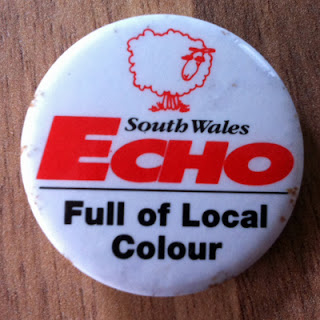 South Wales
ECHO
Full of Local
Colour